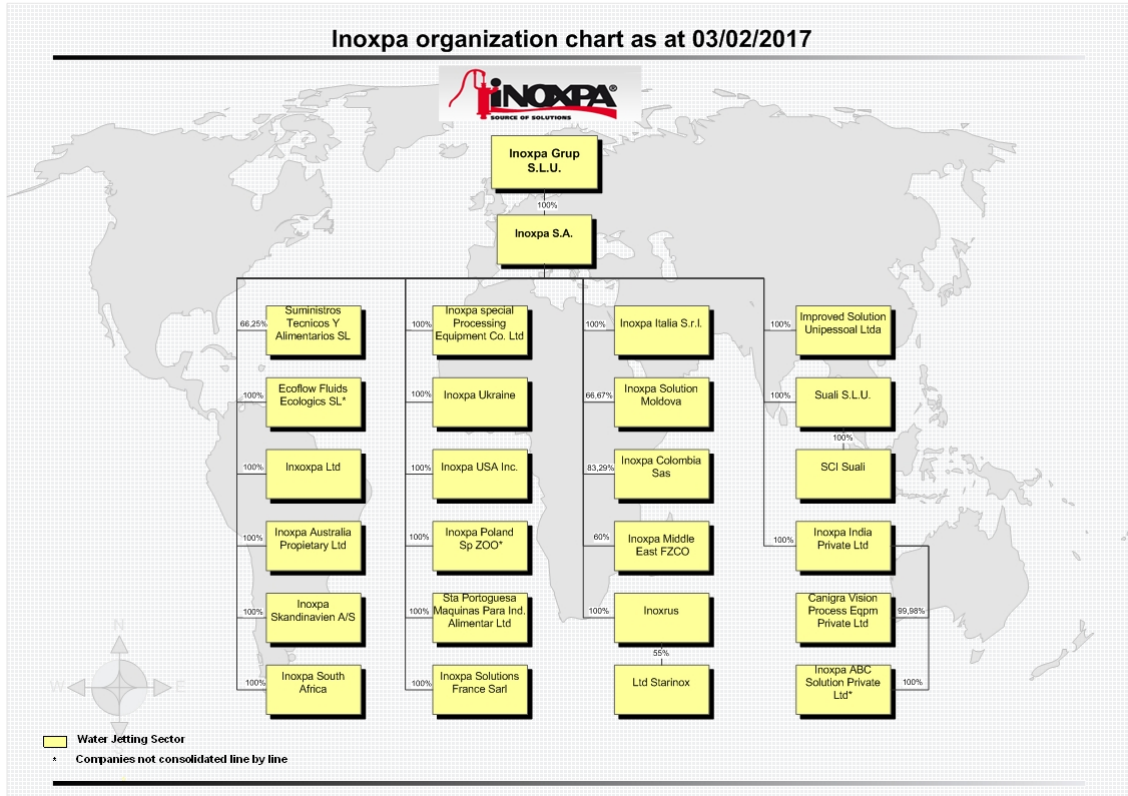 Inoxpa organization chart as at 03/02/2017
iNOXPA®
SOURCE OF SOLUTIONS
Inoxpa Grup
S.L.U.
100%
Inoxpa S.A.
66,25%
Suministros
Tecnicos Y
Alimentarios SL
100%
Ecoflow Fluids
Ecologics SL*
100%
Inxoxpa Ltd
100%
Inoxpa Australia
Propietary Ltd
100%
Inoxpa
Skandinavien A/S
100%
Inoxpa South
Africa
100%
Inoxpa special
Processing
Equipment Co. Ltd
100%
Inoxpa Ukraine
100%
Inoxpa USA Inc.
100%
Inoxpa Poland
Sp ZOO*
100%
Sta Portoguesa
Maquinas Para Ind.
Alimentar Ltd
100%
Inoxpa Solutions
France Sarl
100%
Inoxpa Italia S.r.l.
66,67%
Inoxpa Solution
Moldova
83,29%
Inoxpa Colombia
Sas
60%
Inoxpa Middle
East FZCO
100%
Inoxrus
55%
Ltd Starinox
100%
Improved Solution
Unipessoal Ltda
100%
Suali S.L.U.
100%
SCI Suali
100%
Inoxpa India
Private Ltd
Canigra Vision
Process Eqpm
Private Ltd
99,98%
Inoxpa ABC
Solution Private
Ltd*
100%
N
W
E
S
Water Jetting Sector
* Companies not consolidated line by line